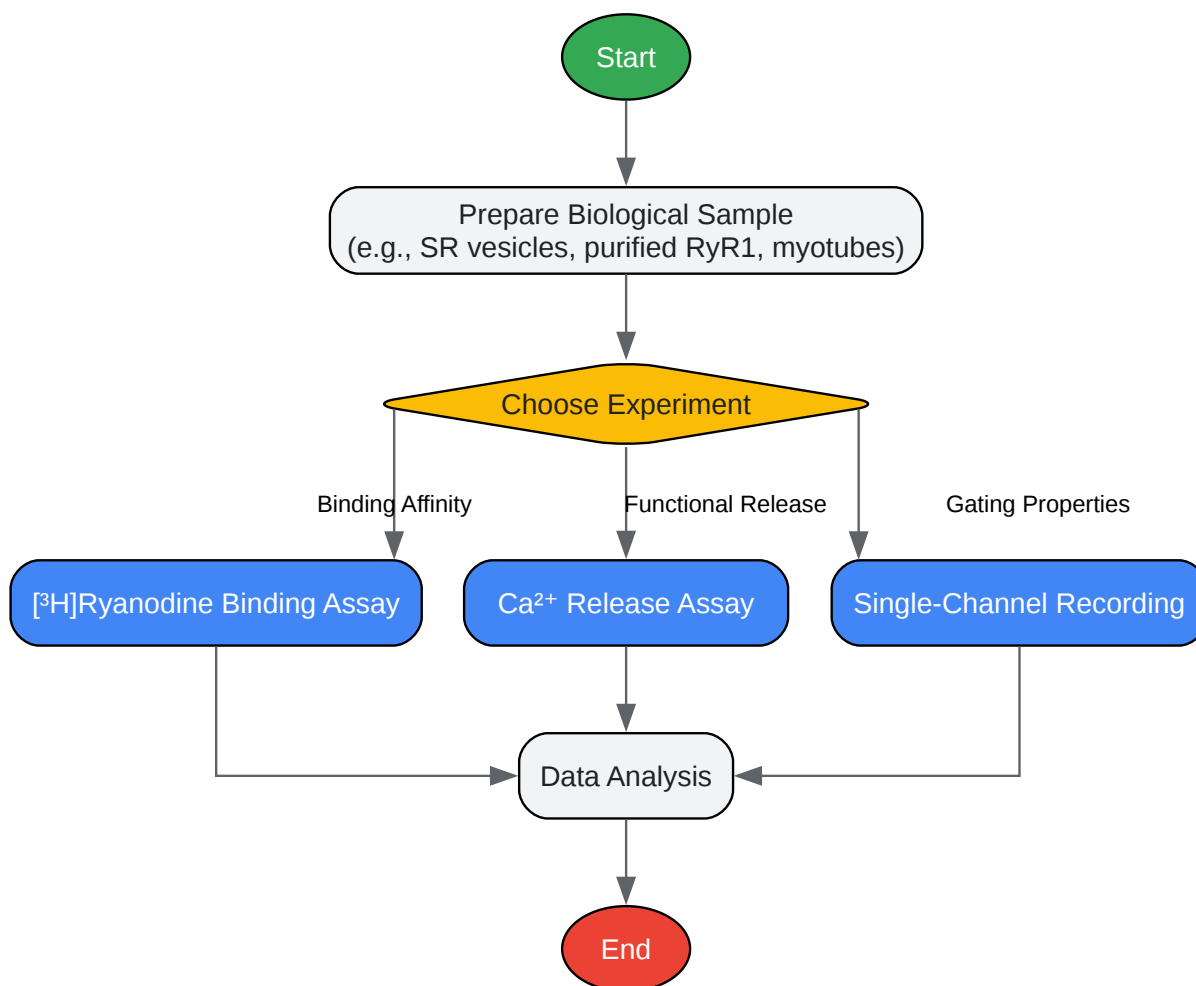 Start
Prepare Biological Sample
(e.g., SR vesicles, purified RyR1, myotubes)
Choose Experiment
Binding Affinity
Functional Release
Gating Properties
[³H]Ryanodine Binding Assay
Ca²⁺ Release Assay
Single-Channel Recording
Data Analysis
End